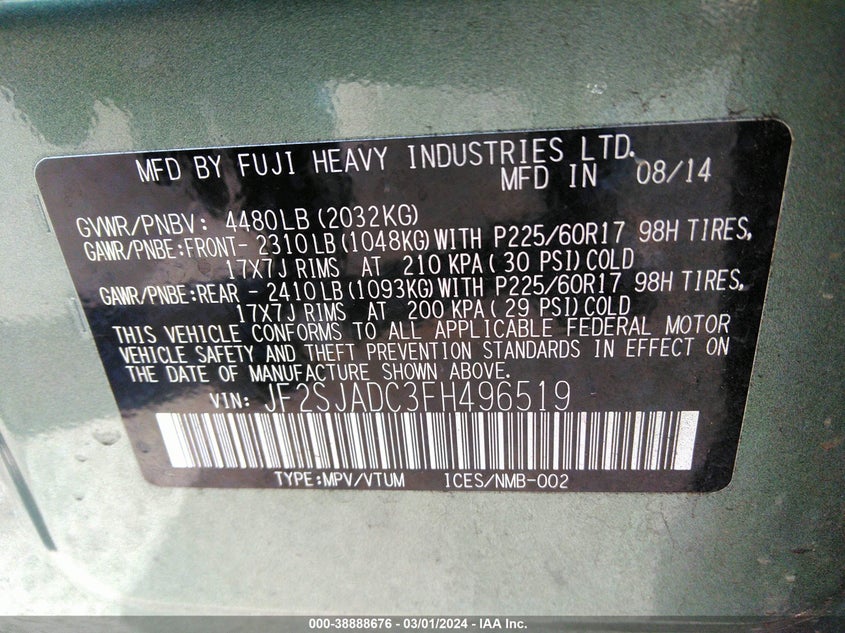 MFD BY FUJI HEAVY INDUSTRIES LTD.
MFD IN 08/14
GVWR/PNBV: 4480LB(2032KG)
GAWR/PNBE:FRONT- 2310LB(1048KG)WITH P225/60R17 98H TIRES,
17X7J RIMS AT 210 KPA( 30 PSI)COLD
GAWR/PNBE:REAR - 2410LB(1093KG)WITH P225/60R17 98H TIRES,
17X7J RIMS AT 200 KPA( 29 PSI)COLD
THIS VEHICLE CONFORMS TO ALL APPLICABLE FEDERAL MOTOR
VEHICLE SAFETY AND THEFT PREVENTION STANDARDS IN EFFECT ON
THE DATE OF MANUFACTURE SHOWN ABOVE.
VIN: JF2SJADC3FH496519
TYPE:MPV/VTUM ICES/NMB-002
000-38888676 - 03/01/2024 - IAA Inc.